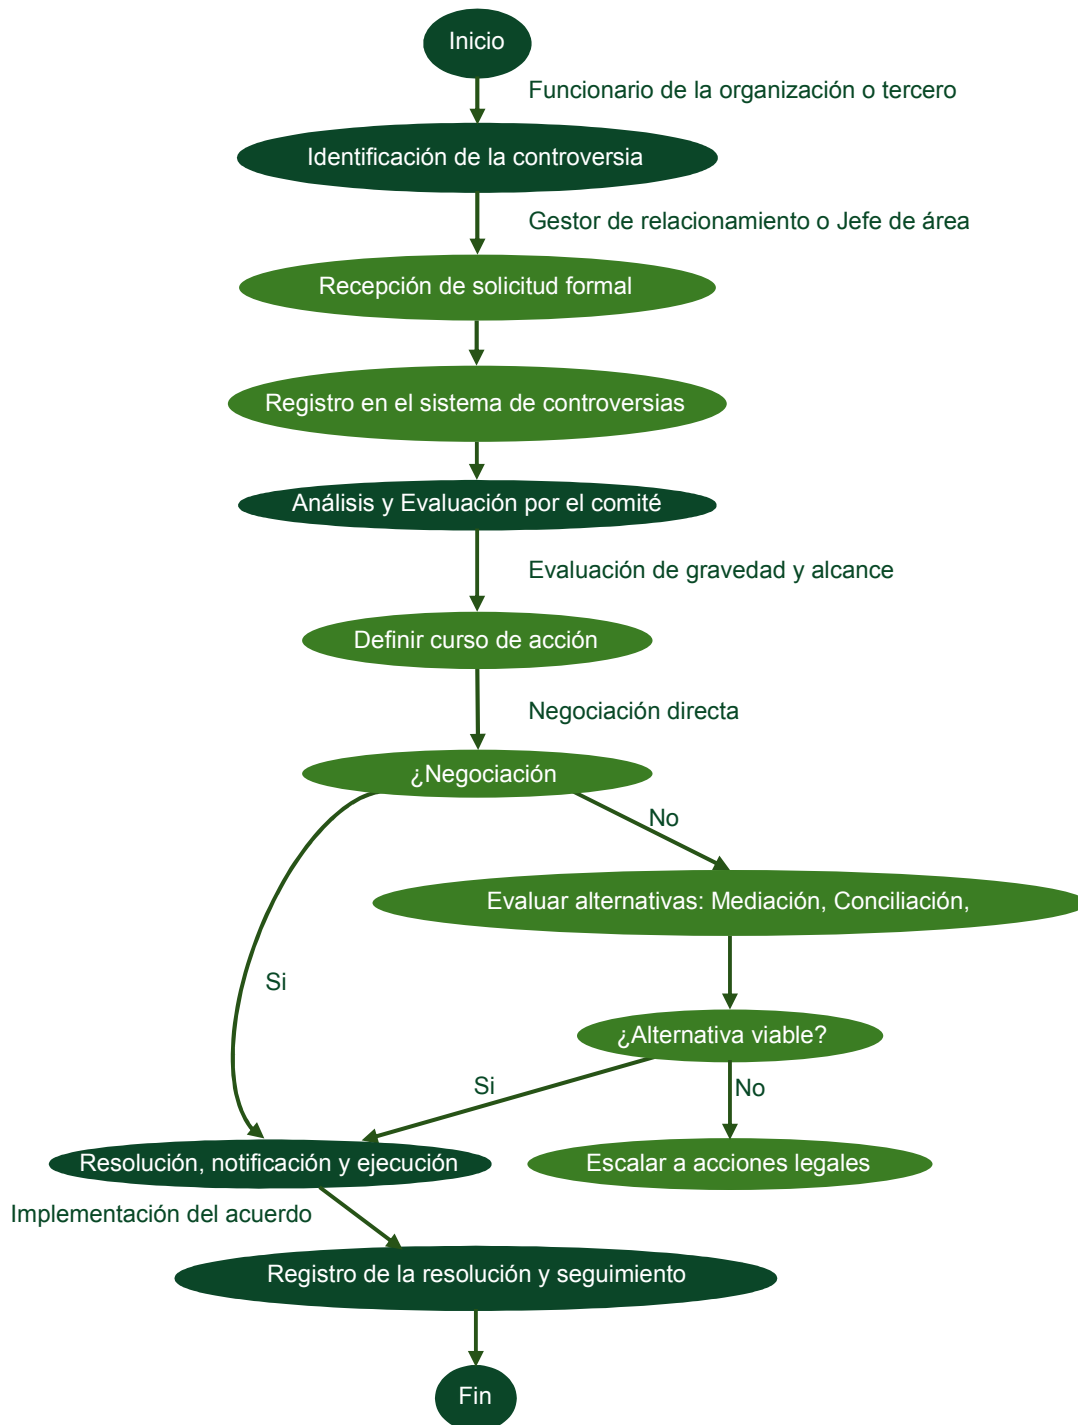 Inicio
Funcionario de la organización o tercero
Identificación de la controversia
Gestor de relacionamiento o Jefe de área
Recepción de solicitud formal
Registro en el sistema de controversias
Análisis y Evaluación por el comité
Evaluación de gravedad y alcance
Definir curso de acción
Negociación directa
¿Negociación
No
Evaluar alternativas: Mediación, Conciliación,
Si
¿Alternativa viable?
Si
No
Resolución, notificación y ejecución
Escalar a acciones legales
Implementación del acuerdo
Registro de la resolución y seguimiento
Fin